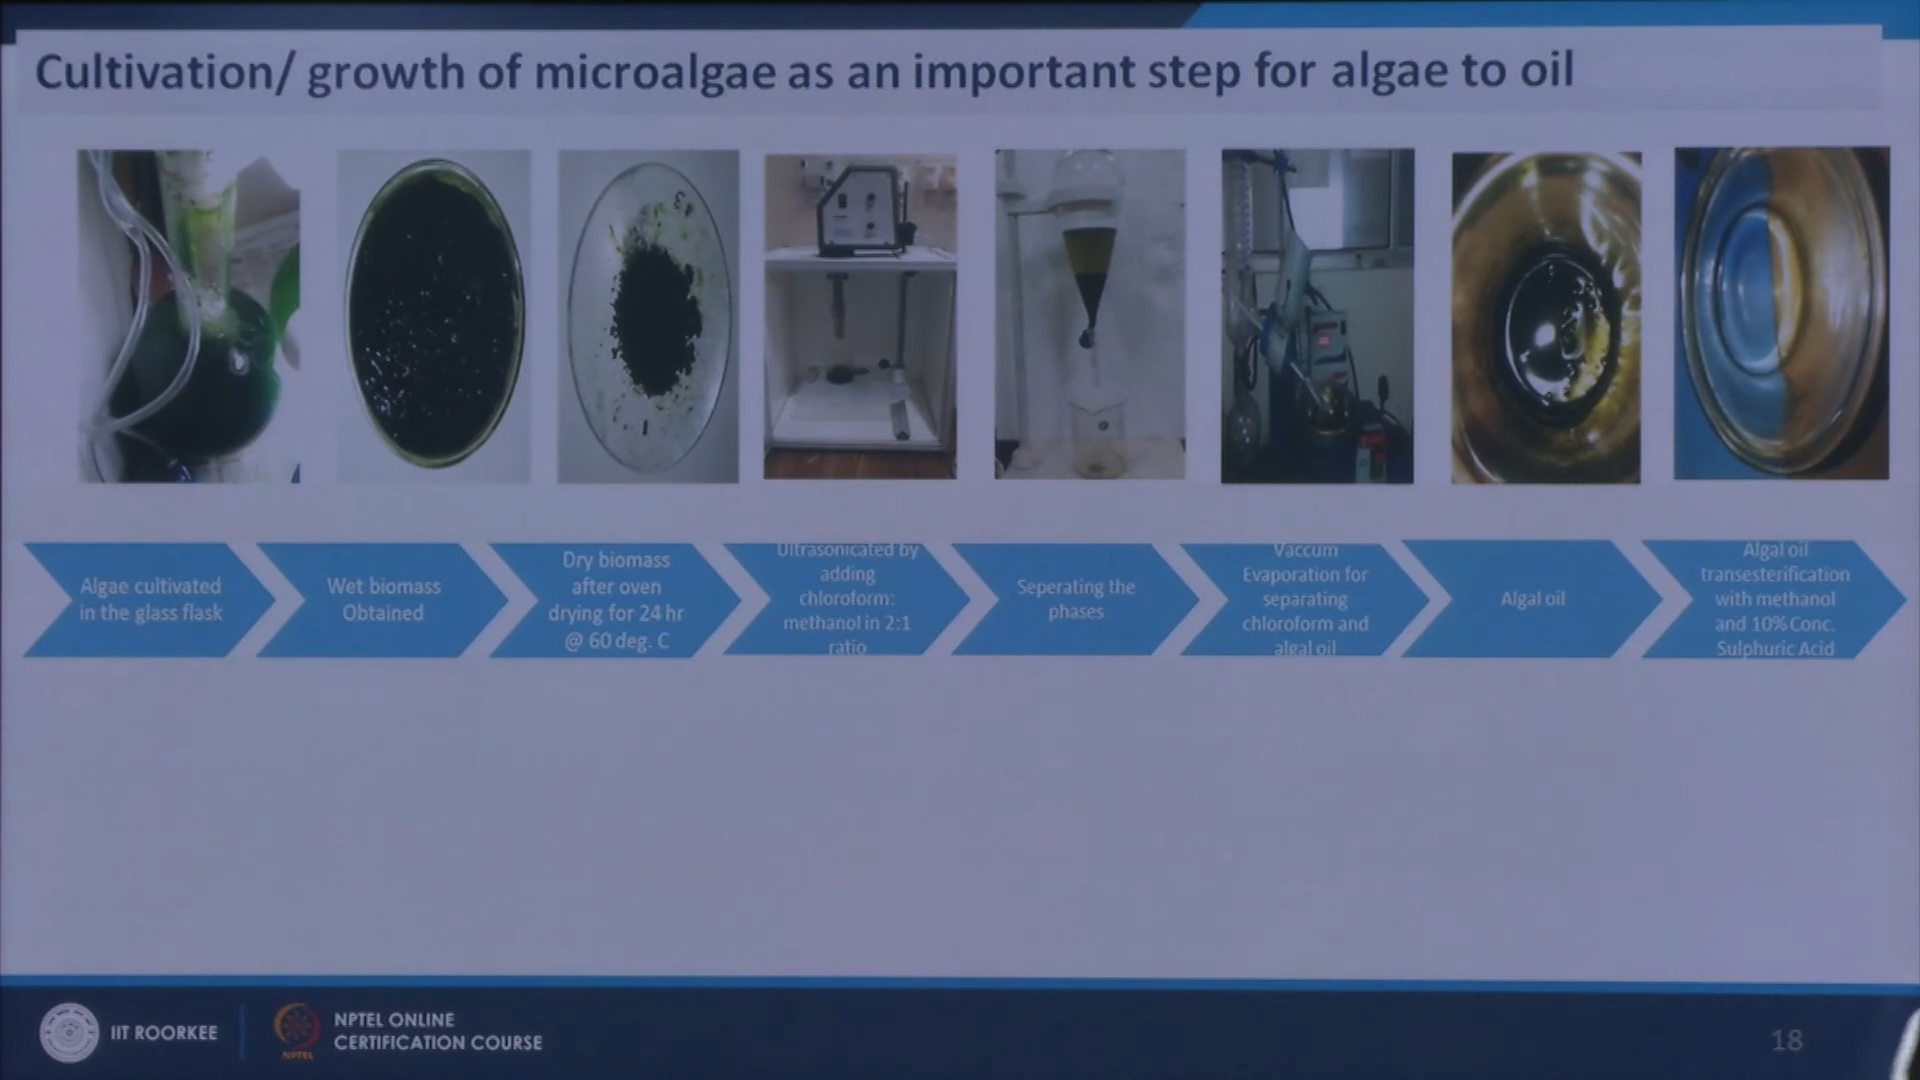 Cultivation/ growth of microalgae as an important step for algae to oil
Algae cultivated
in the glass flask
Wet biomass
Obtained
Dry biomass
after oven
drying for 24 hr
@ 60 deg. C
Ultrasonicated by
adding
chloroform:
methanol in 2:1
ratio
Seperating the
phases
Vaccum
Evaporation for
separating
chloroform and
algal oil
Algal oil
Algal oil
transesterification
with methanol
and 10% Conc.
Sulphuric Acid
IIT ROORKEE
NPTEL
NPTEL ONLINE
CERTIFICATION COURSE
18